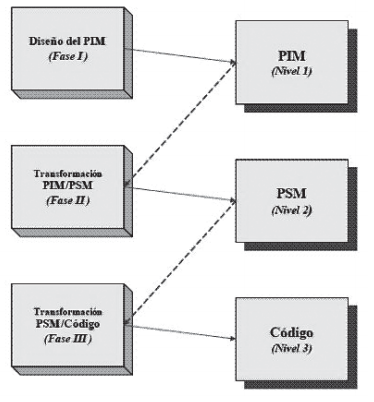 Diseño del PIM
(Fase I)
PIM
(Nivel 1)
Transformación
PIM/PSM
(Fase II)
PSM
(Nivel 2)
Transformación
PSM/Código
(Fase III)
Código
(Nivel 3)